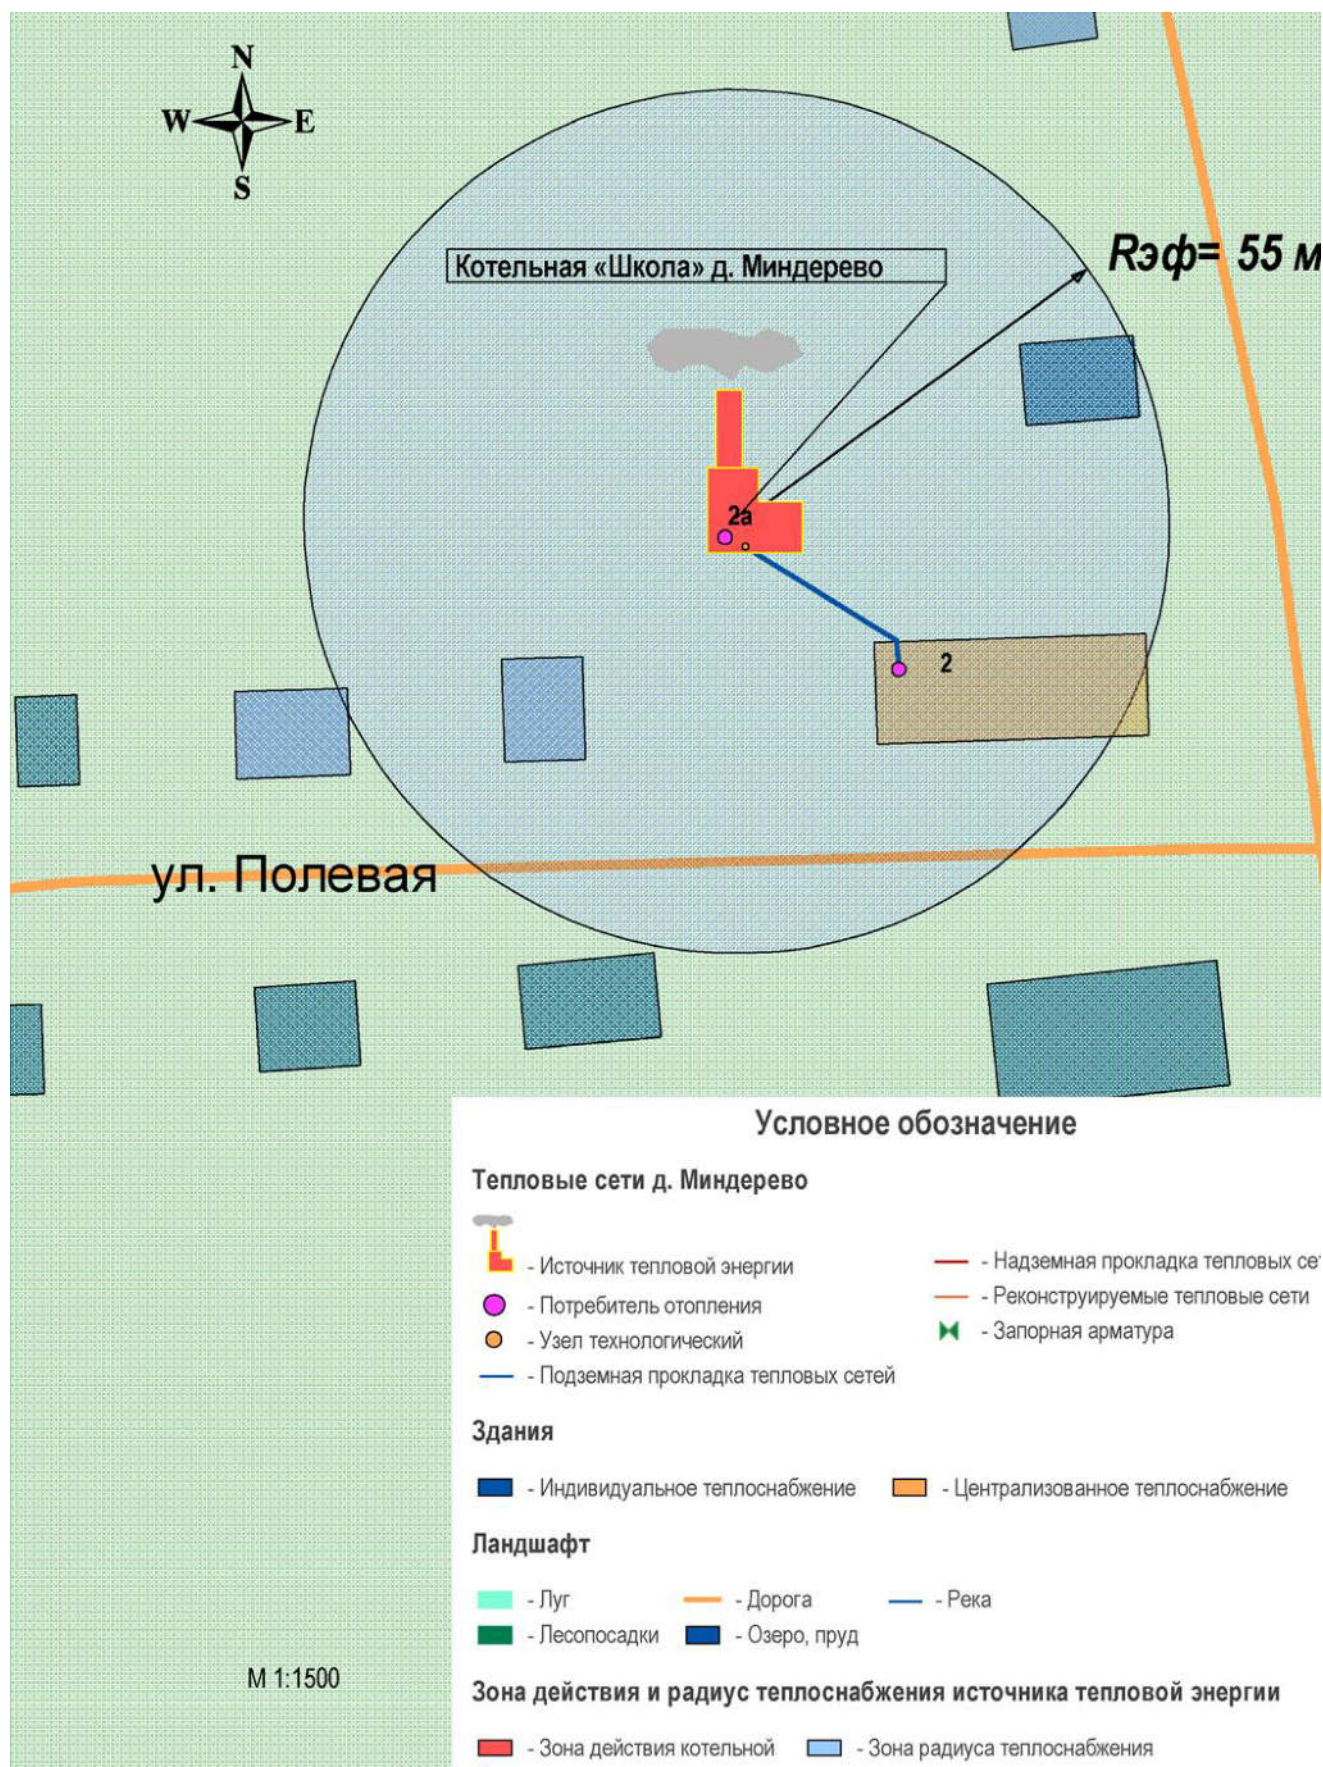 N
W E
S
Котельная «Школа» д. Миндерево
Rэф= 55 м
2а
2
ул. Полевая
Условное обозначение
Тепловые сети д. Миндерево
- Источник тепловой энергии
- Потребитель отопления
- Узел технологический
- Подземная прокладка тепловых сетей
- Надземная прокладка тепловых сет
- Реконструируемые тепловые сети
- Запорная арматура
Здания
- Индивидуальное теплоснабжение - Централизованное теплоснабжение
Ландшафт
- Луг - Дорога - Река
- Лесопосадки - Озеро, пруд
М 1:1500
Зона действия и радиус теплоснабжения источника тепловой энергии
- Зона действия котельной - Зона радиуса теплоснабжения